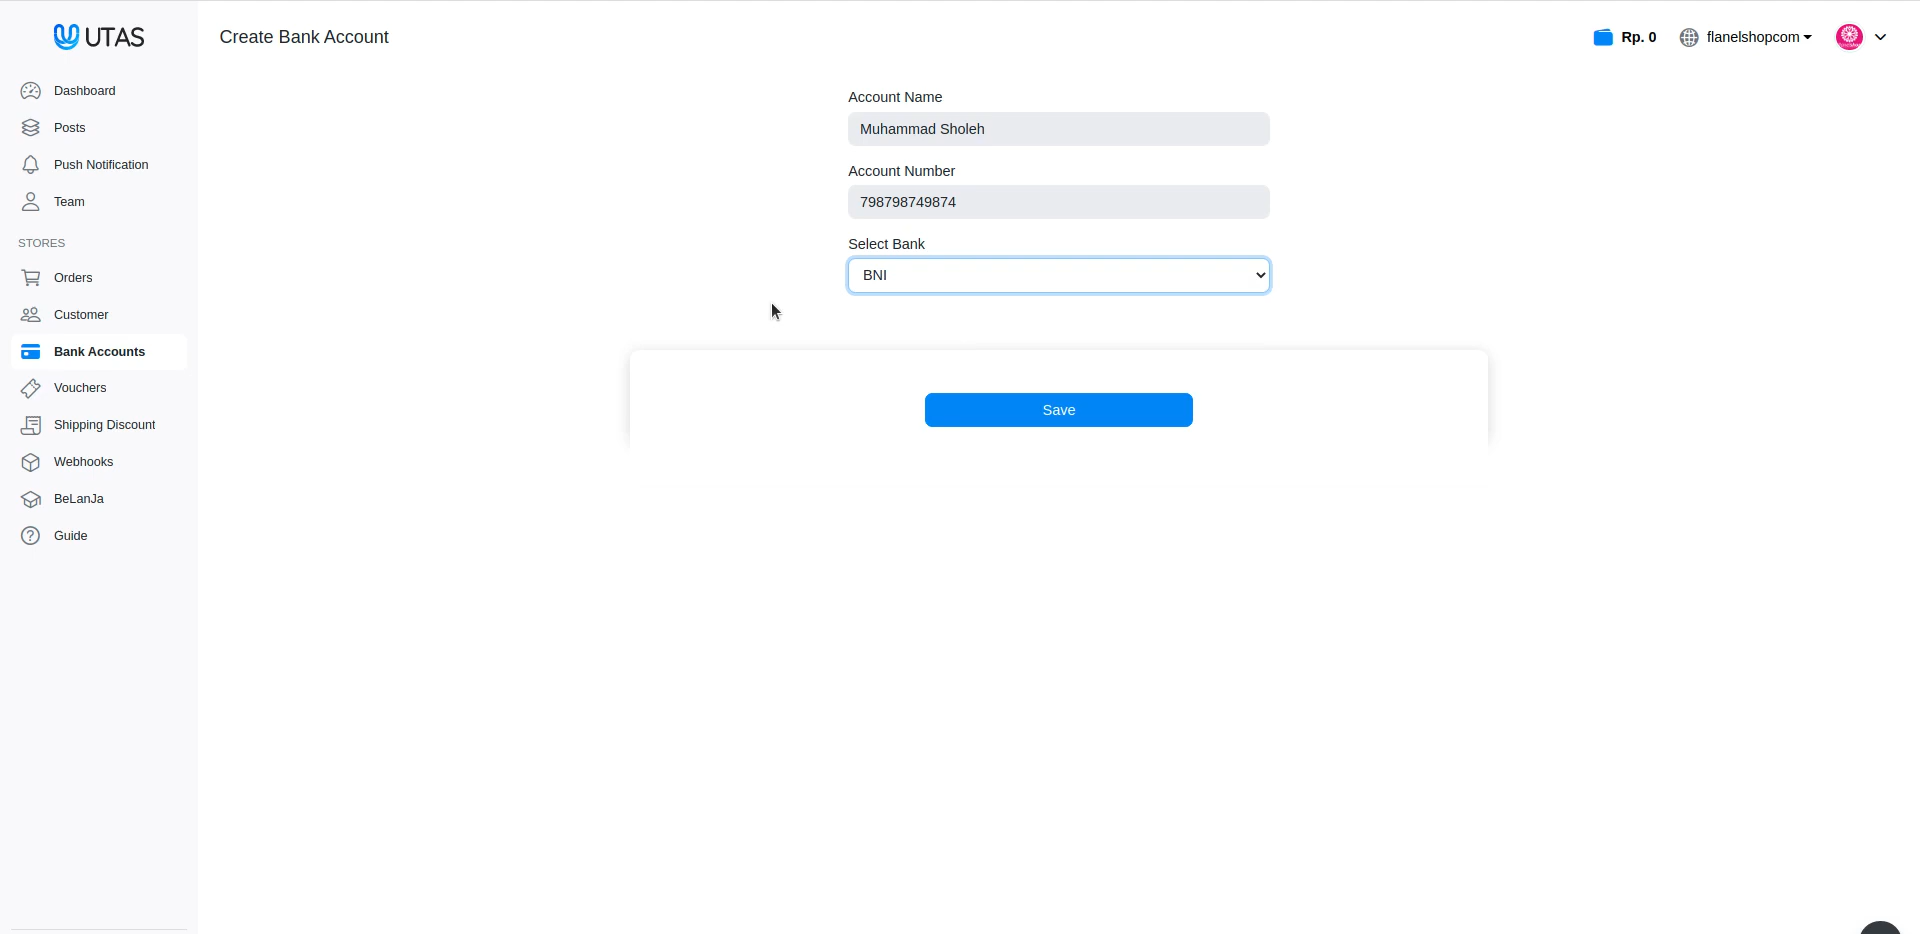 UTAS
Create Bank Account
Rp. 0
flanelshopcom
Dashboard
Posts
Push Notification
Team
STORES
Orders
Customer
Bank Accounts
Vouchers
Shipping Discount
Webhooks
BeLanJa
Guide
Account Name
Muhammad Sholeh
Account Number
798798749874
Select Bank
BNI
Save